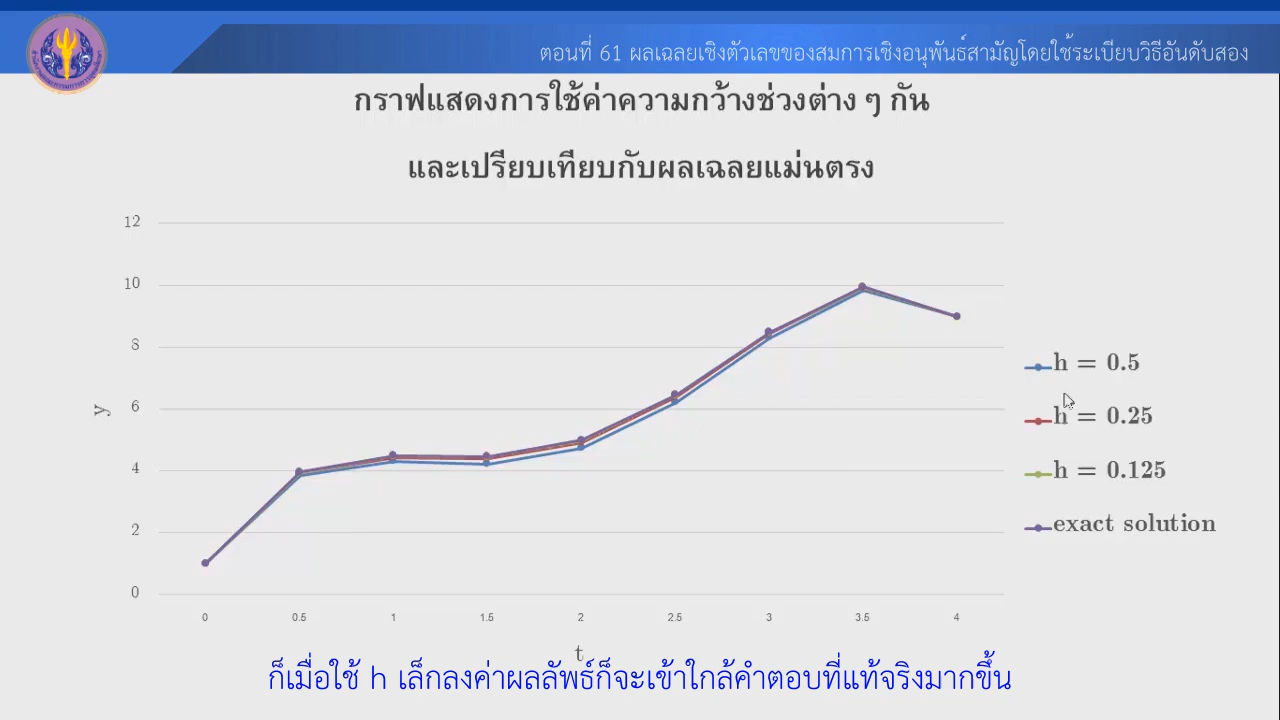 ตอนที่ 61 ผลเฉลยเชิงตัวเลขของสมการเชิงอนุพันธ์สามัญโดยใช้ระเบียบวิธีอันดับสอง
กราฟแสดงการใช้ค่าความกว้างช่วงต่าง ๆ กัน
และเปรียบเทียบกับผลเฉลยแม่นตรง
12
10
8
6
4
2
0
y
0 0.5 1 1.5 2 2.5 3 3.5 4
t
h = 0.5
h = 0.25
h = 0.125
exact solution
ก็เมื่อใช้ h เล็กลงค่าผลลัพธ์ก็จะเข้าใกล้คำตอบที่แท้จริงมากขึ้น